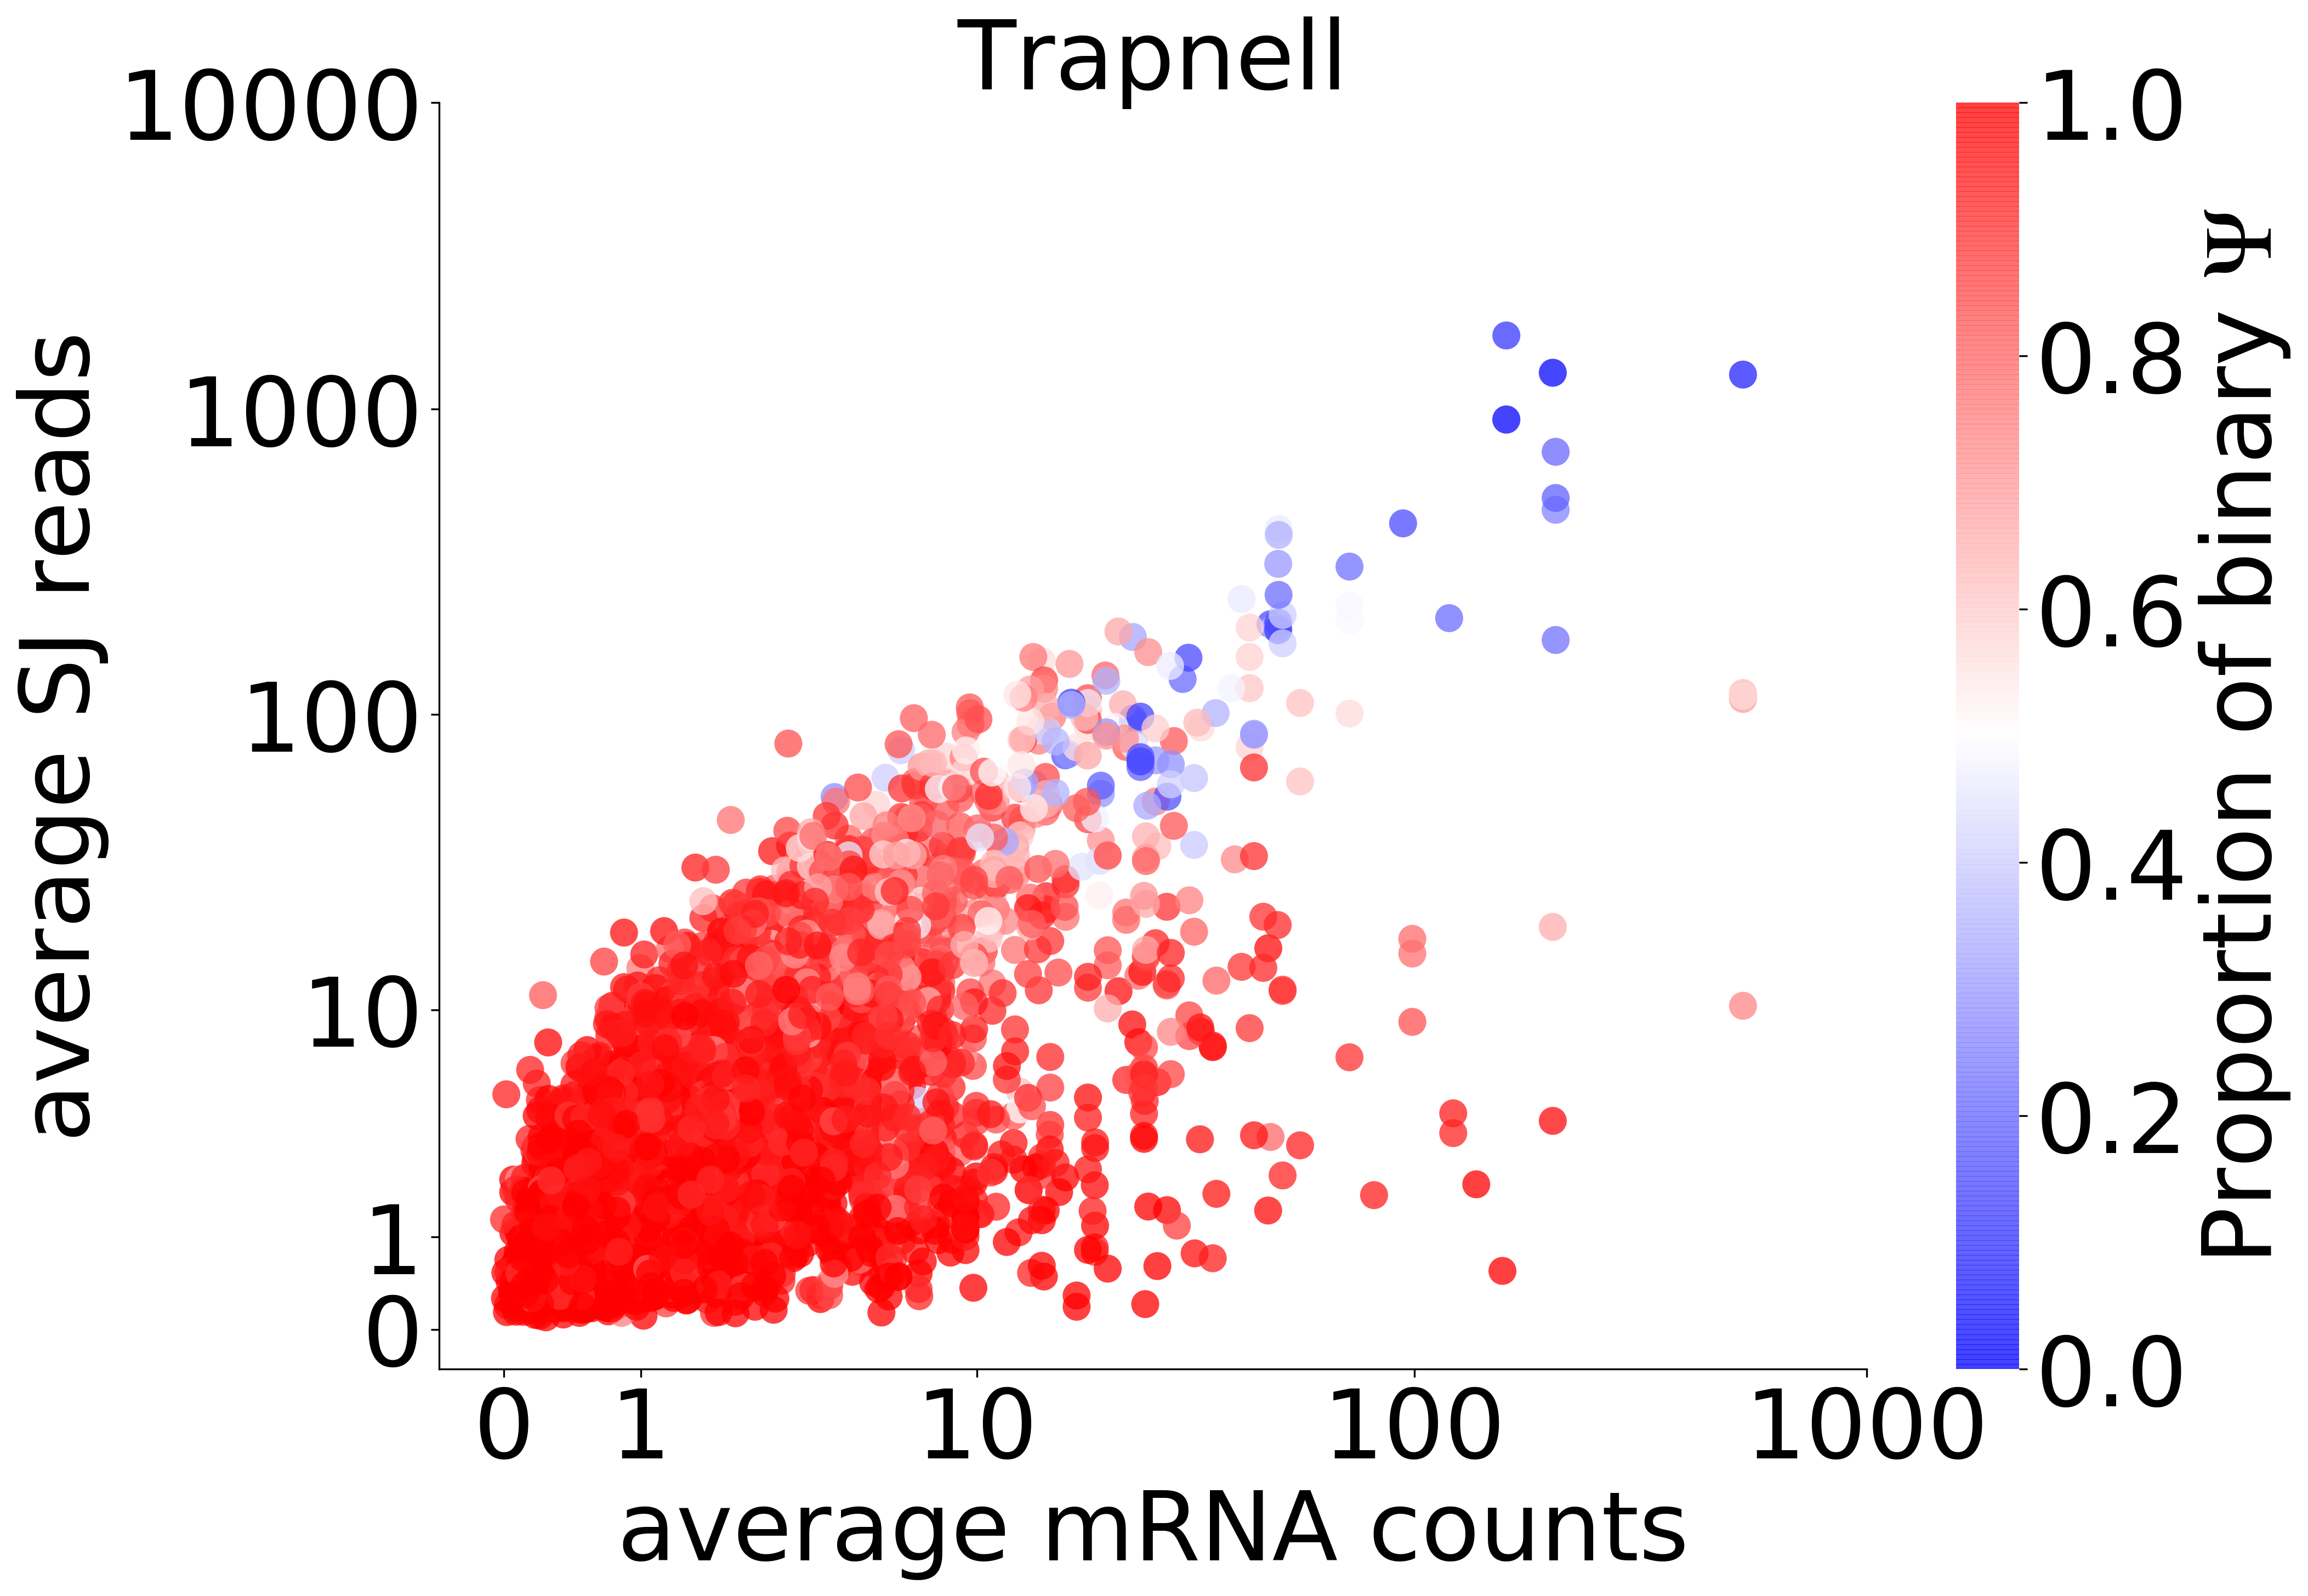 Trapnell
average SJ reads
10000
1000
100
10
1
0
0 1 10 100 1000
average mRNA counts
1.0
0.8
0.6
0.4
0.2
0.0
Proportion of binary Ψ